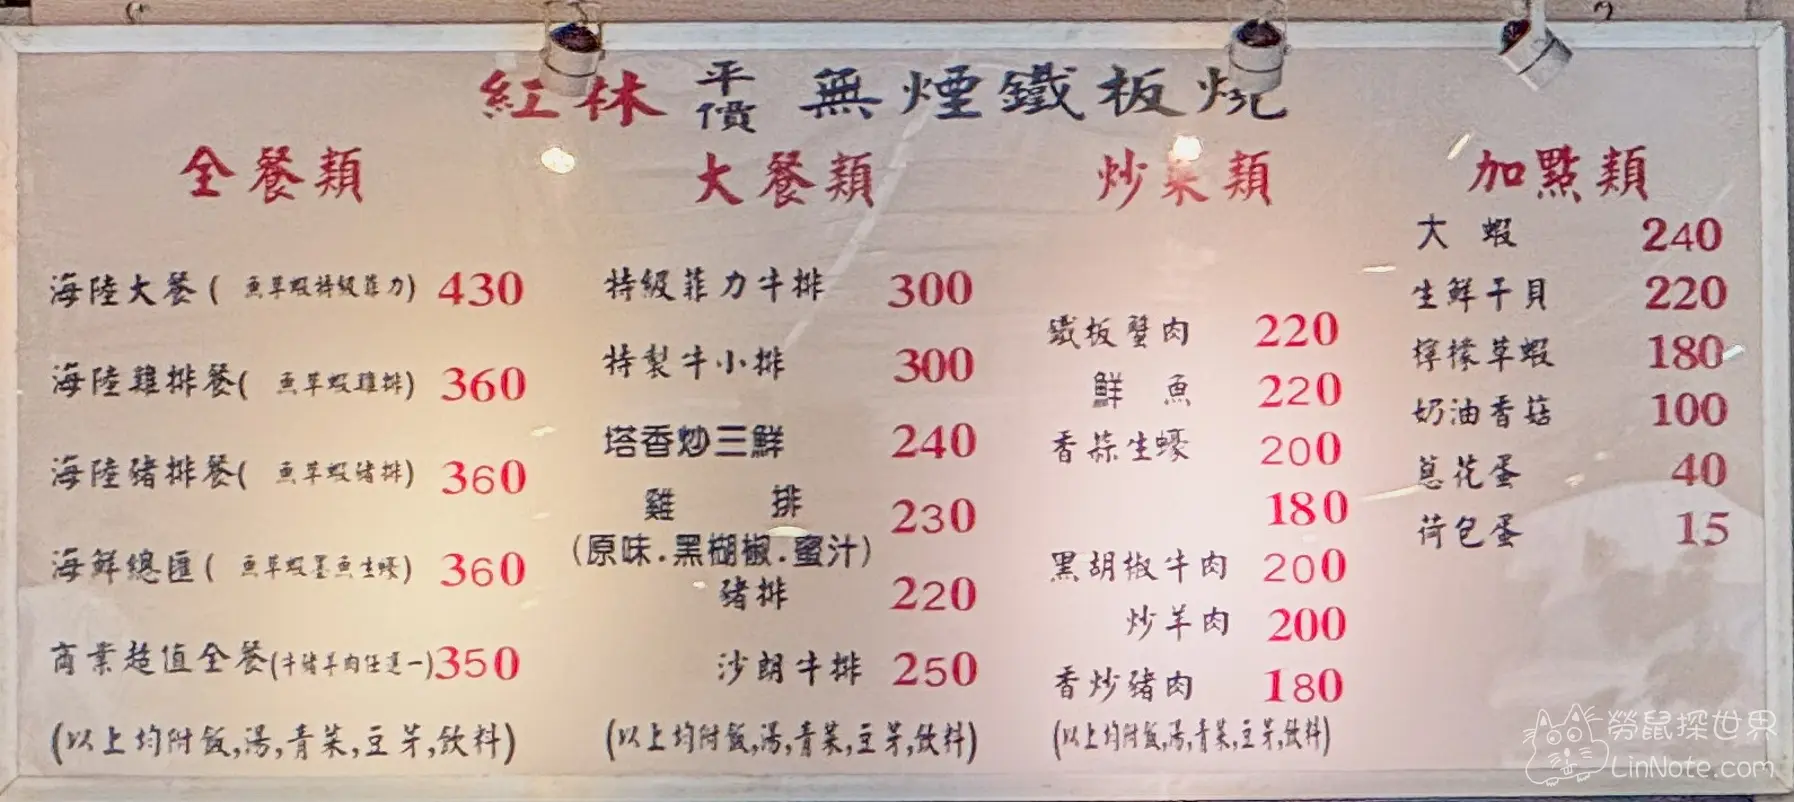 紅林 平價 無煙鐵板燒
全餐類
海陸大餐(魚草蝦特級菲力) 430
海陸雞排餐(魚草蝦雞排) 360
海陸豬排餐(魚草蝦豬排) 360
海鮮總匯(魚草蝦墨魚生蠔) 360
商業超值全餐(牛豬羊肉任選一) 350
(以上均附飯,湯,青菜,豆芽,飲料)
大餐類
特級菲力牛排 300
特製牛小排 300
塔香炒三鮮 240
雞排 230
(原味.黑椒椒.蜜汁)
豬排 220
沙朗牛排 250
(以上均附飯,湯,青菜,豆芽,飲料)
炒菜類
鐵板蟹肉 220
鮮魚 220
香蒜生蠔 200
180
黑胡椒牛肉 200
炒羊肉 200
香炒豬肉 180
(以上均附飯,湯,青菜,豆芽,飲料)
加點類
大蝦 240
生鮮干貝 220
檸檬草蝦 180
奶油香菇 100
蔥花蛋 40
荷包蛋 15
勞鼠探世界
LinNote.com